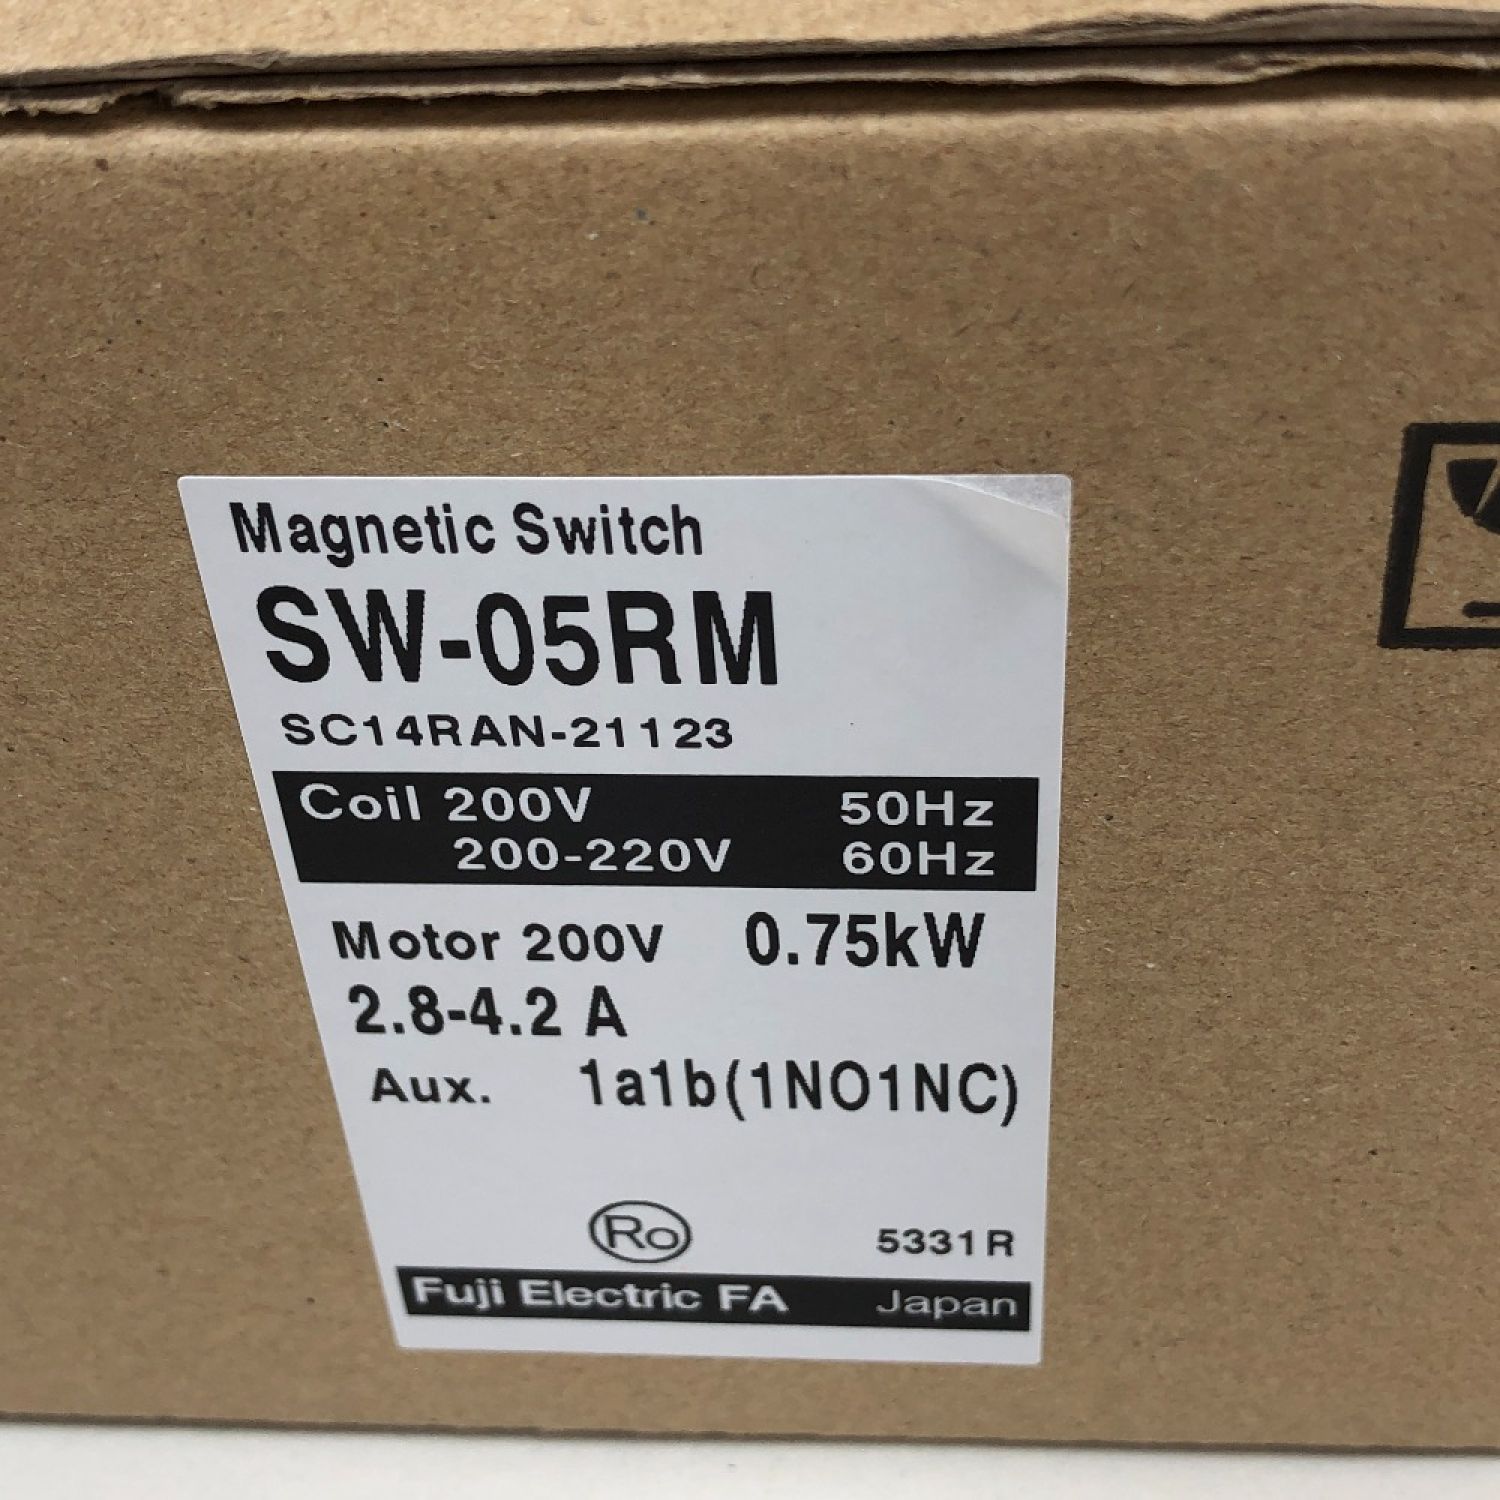 Magnetic Switch
SW-05RM
SC14RAN-21123
Coil 200V 50Hz
200-220V 60Hz
Motor 200V 0.75kW
2.8-4.2 A
Aux. 1a1b(1NO1NC)
Ro 5331R
Fuji Electric FA Japan